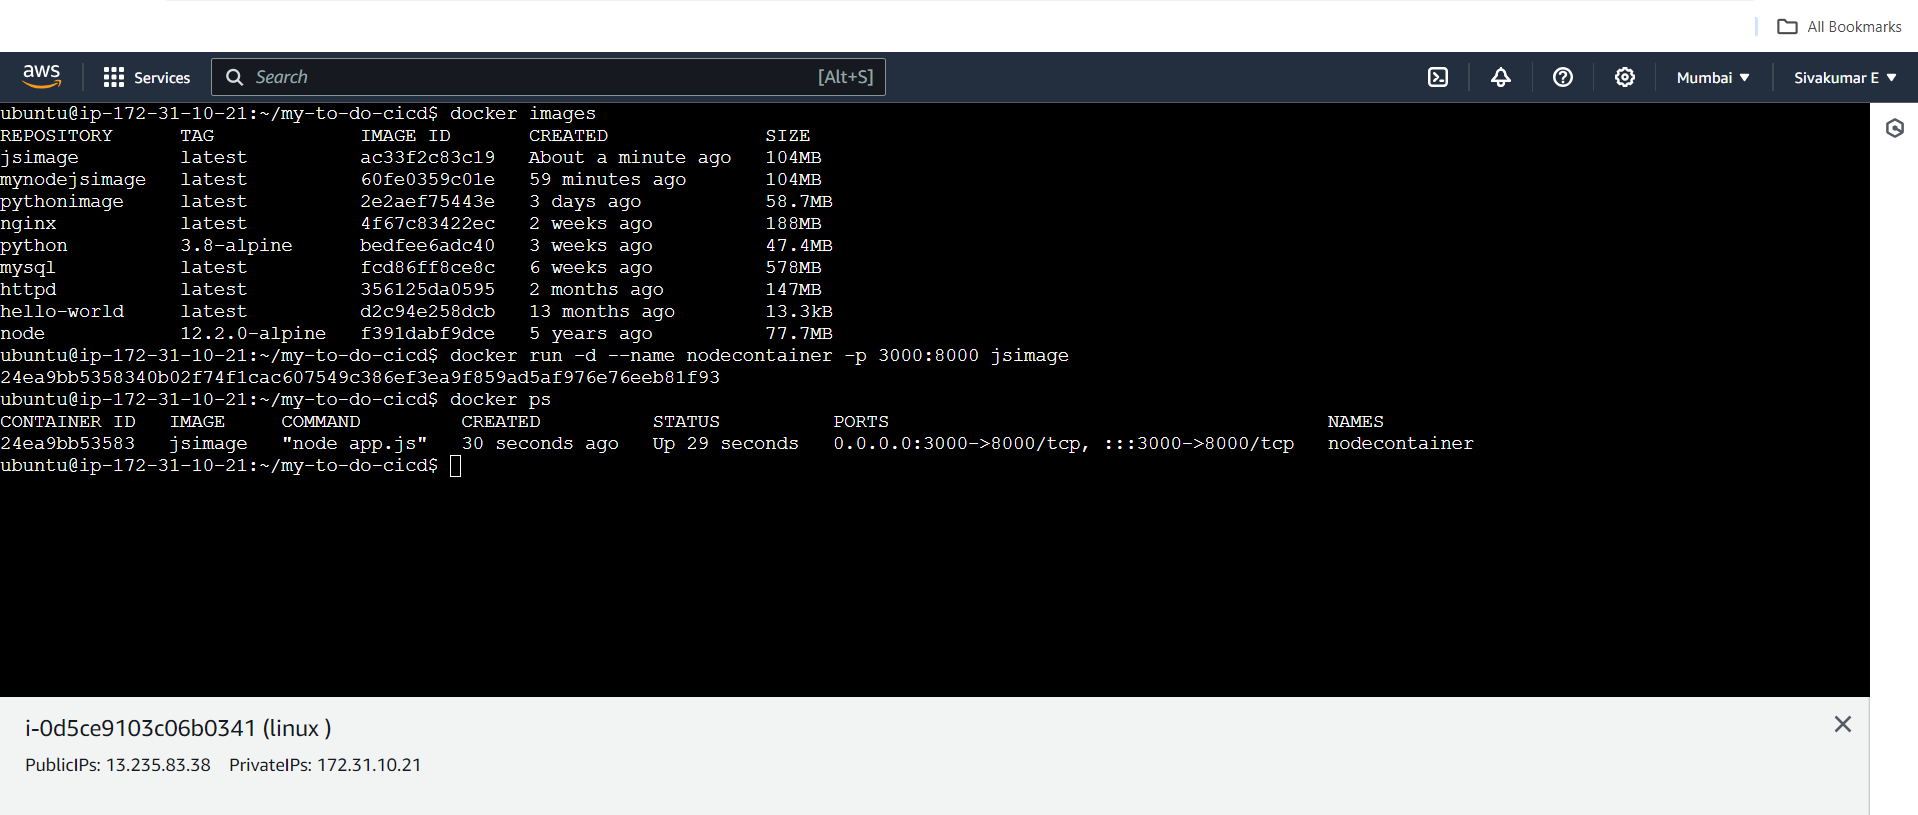 All Bookmarks
aws Services Search [Alt+S] Mumbai ▼ Sivakumar E ▼
ubuntu@ip-172-31-10-21:~/my-to-do-cicd$ docker images
REPOSITORY TAG IMAGE ID CREATED SIZE
jsimage latest ac33f2c83c19 About a minute ago 104MB
mynodejsimage latest 60fe0359c01e 59 minutes ago 104MB
pythonimage latest 2e2aef75443e 3 days ago 58.7MB
nginx latest 4f67c83422ec 2 weeks ago 188MB
python 3.8-alpine bedfee6adc40 3 weeks ago 47.4MB
mysql latest fcd86ff8ce8c 6 weeks ago 578MB
httpd latest 356125da0595 2 months ago 147MB
hello-world latest d2c94e258dcb 13 months ago 13.3kB
node 12.2.0-alpine f391dabf9dce 5 years ago 77.7MB
ubuntu@ip-172-31-10-21:~/my-to-do-cicd$ docker run -d --name nodecontainer -p 3000:8000 jsimage
24ea9bb5358340b02f74f1cac607549c386ef3ea9f859ad5af976e76eeb81f93
ubuntu@ip-172-31-10-21:~/my-to-do-cicd$ docker ps
CONTAINER ID IMAGE COMMAND CREATED STATUS PORTS NAMES
24ea9bb53583 jsimage "node app.js" 30 seconds ago Up 29 seconds 0.0.0.0:3000->8000/tcp, :::3000->8000/tcp nodecontainer
ubuntu@ip-172-31-10-21:~/my-to-do-cicd$
i-0d5ce9103c06b0341 (linux )
PublicIPs: 13.235.83.38 PrivateIPs: 172.31.10.21